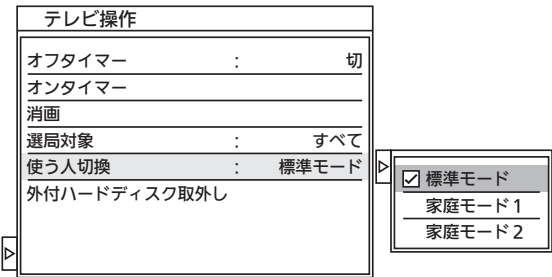 テレビ操作
オフタイマー : 切
オンタイマー
消画
選局対象 : すべて
使う人切換 : 標準モード
外付ハードディスク取外し
標準モード
家庭モード1
家庭モード2